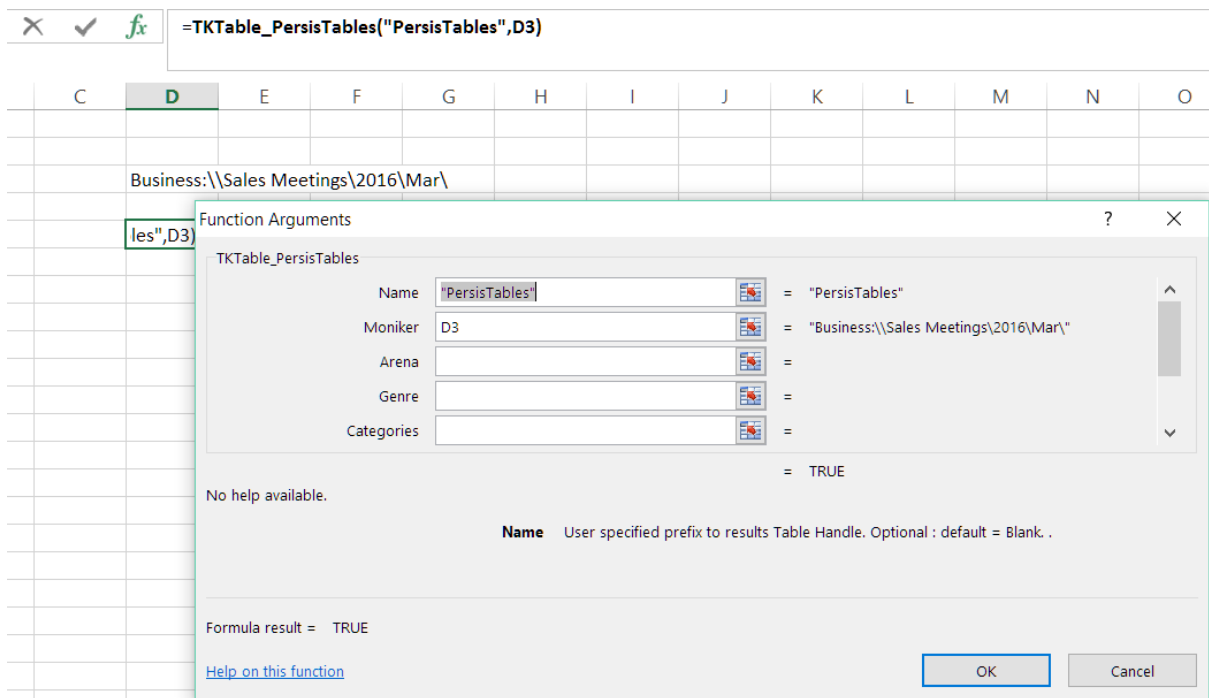 fx =TKTable_PersisTables("PersisTables",D3)
C D E F G H I J K L M N O
Business:\\Sales Meetings\2016\Mar\
les",D3)
Function Arguments ?
TKTable_PersisTables
Name "PersisTables" = "PersisTables"
Moniker D3 = "Business:\\Sales Meetings\2016\Mar\"
Arena =
Genre =
Categories =
= TRUE
No help available.
Name User specified prefix to results Table Handle. Optional : default = Blank. .
Formula result = TRUE
Help on this function OK Cancel